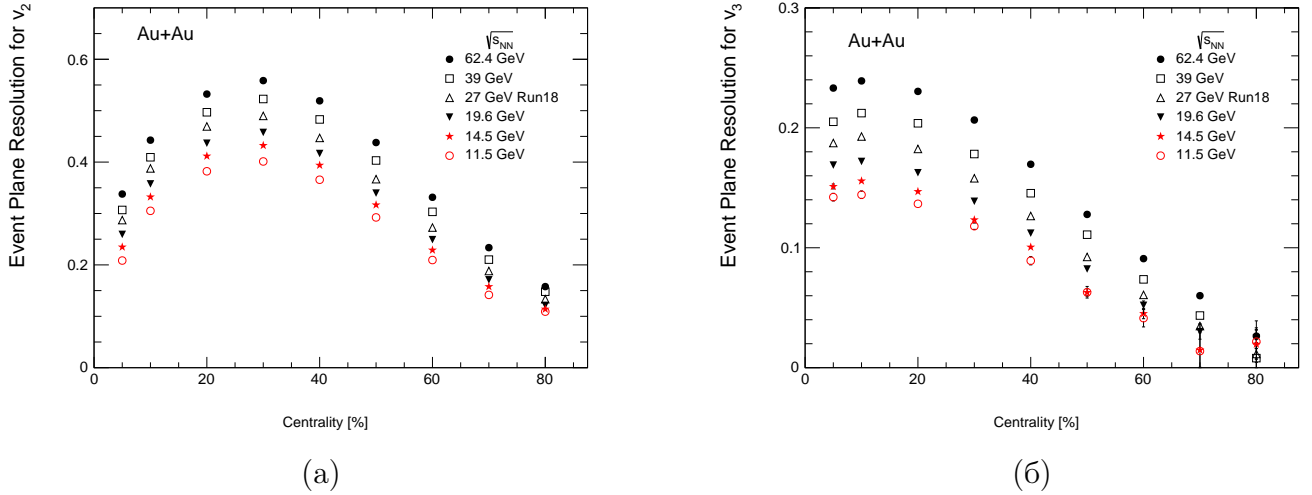 Event Plane Resolution for v₂
Au+Au
√sNN
62.4 GeV
39 GeV
27 GeV Run18
19.6 GeV
14.5 GeV
11.5 GeV
0.6
0.4
0.2
0
0 20 40 60 80
Centrality [%]
(а)
Event Plane Resolution for v₃
Au+Au
√sNN
62.4 GeV
39 GeV
27 GeV Run18
19.6 GeV
14.5 GeV
11.5 GeV
0.3
0.2
0.1
0
0 20 40 60 80
Centrality [%]
(б)